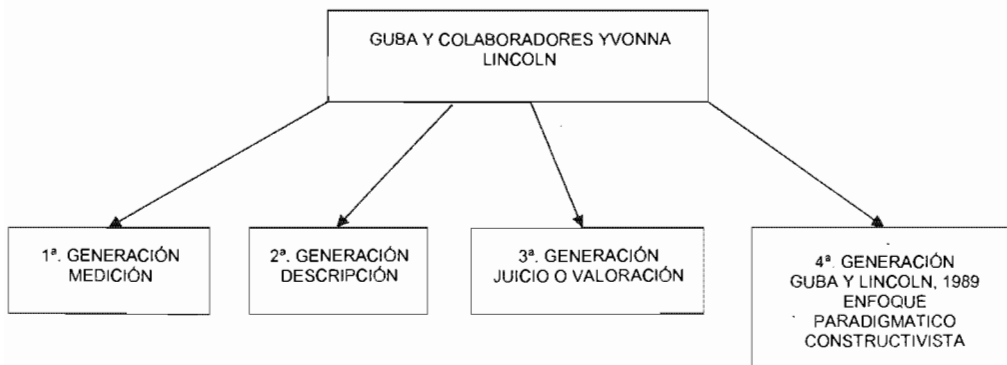 GUBA Y COLABORADORES YVONNA
LINCOLN
1ª. GENERACIÓN
MEDICIÓN
2ª. GENERACIÓN
DESCRIPCIÓN
3ª. GENERACIÓN
JUICIO O VALORACIÓN
4ª. GENERACIÓN
GUBA Y LINCOLN, 1989
ENFOQUE
PARADIGMATICO
CONSTRUCTIVISTA